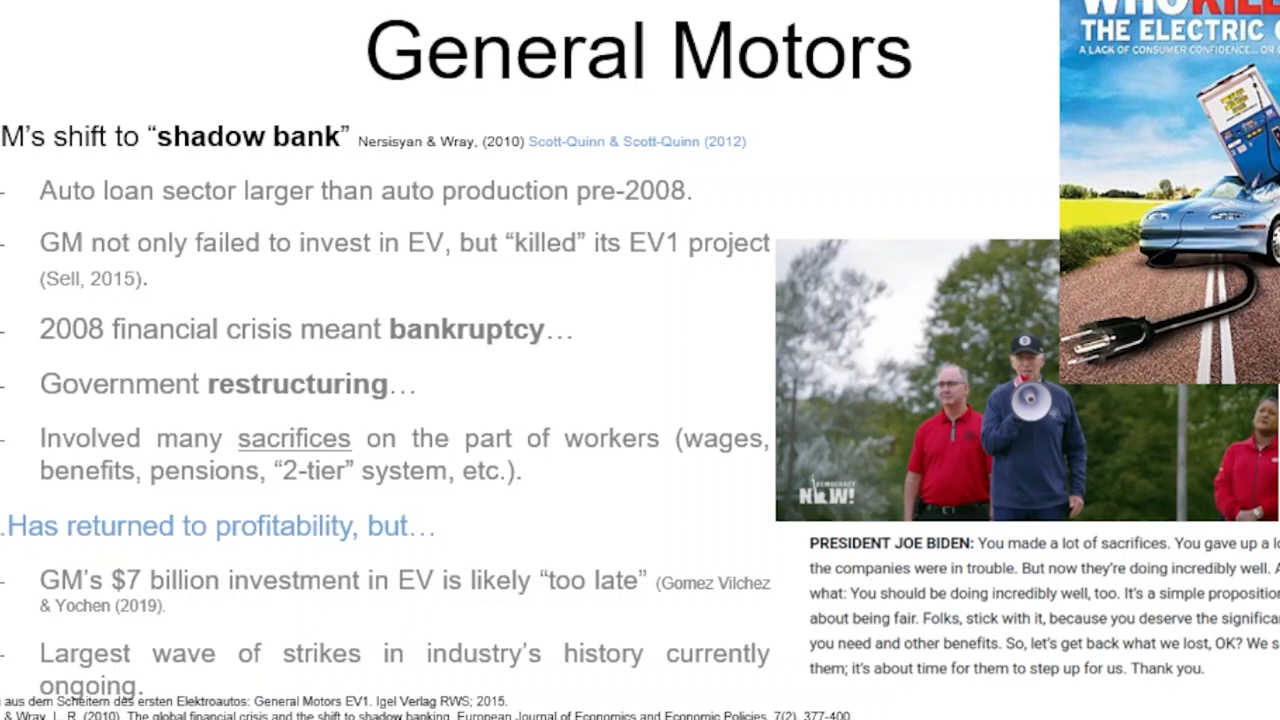 General Motors
M's shift to “shadow bank” Nersisyan & Wray, (2010) Scott-Quinn & Scott-Quinn (2012)
- Auto loan sector larger than auto production pre-2008.
- GM not only failed to invest in EV, but “killed” its EV1 project
(Sell, 2015).
- 2008 financial crisis meant bankruptcy…
- Government restructuring…
- Involved many sacrifices on the part of workers (wages,
benefits, pensions, “2-tier” system, etc.).
.Has returned to profitability, but…
- GM's $7 billion investment in EV is likely “too late” (Gomez Vilchez
& Yochen (2019).
- Largest wave of strikes in industry's history currently
ongoing.
aus dem Scheitern des ersten Elektroautos: General Motors EV1. Igel Verlag RWS; 2015.
& Wray, L. R. (2010). The global financial crisis and the shift to shadow banking. European Journal of Economics and Economic Policies, 7(2), 377-400
WHO KILL
THE ELECTRIC
A LACK OF CONSUMER CONFIDENCE... OR
DEMOCRACY
NOW!
PRESIDENT JOE BIDEN: You made a lot of sacrifices. You gave up a
the companies were in trouble. But now they're doing incredibly well.
what: You should be doing incredibly well, too. It's a simple proposition
about being fair. Folks, stick with it, because you deserve the
you need and other benefits. So, let's get back what we lost, OK? We
them; it's about time for them to step up for us. Thank you.